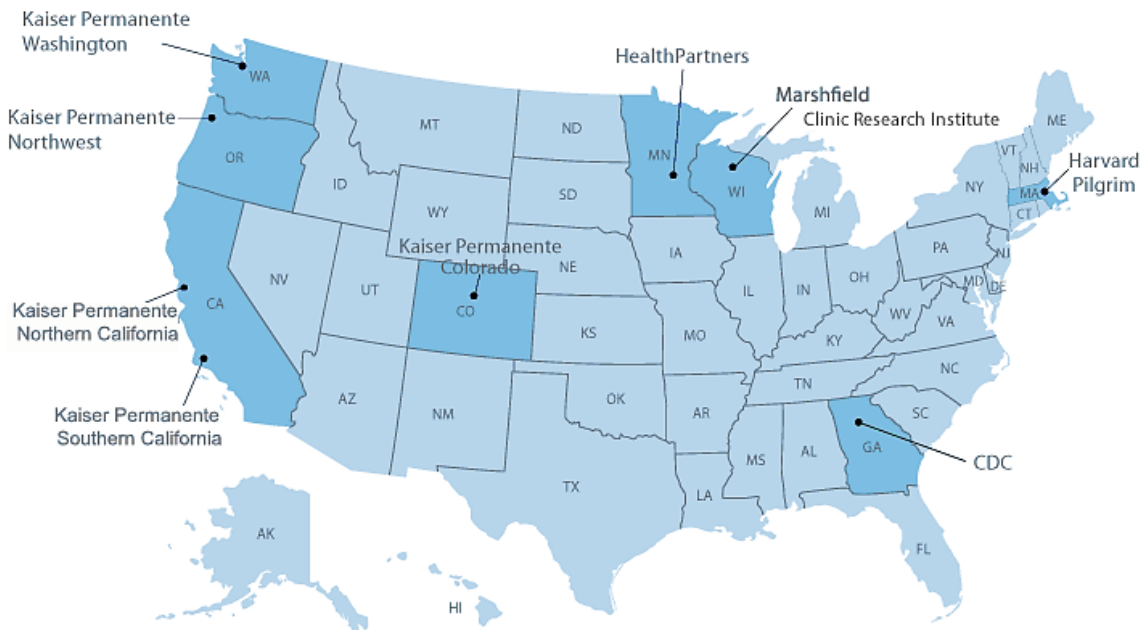 Kaiser Permanente
Washington
HealthPartners
Marshfield
Clinic Research Institute
Kaiser Permanente
Northwest
Harvard
Pilgrim
Kaiser Permanente
Colorado
Kaiser Permanente
Northern California
Kaiser Permanente
Southern California
CDC
WA
OR
CA
ID
NV
MT
WY
UT
CO
AZ
NM
ND
SD
NE
KS
OK
TX
MN
IA
MO
AR
LA
WI
IL
MI
IN
OH
KY
TN
MS
AL
GA
FL
SC
NC
VA
WV
PA
NY
MD
DE
NJ
CT
MA
VT
NH
ME
AK
HI